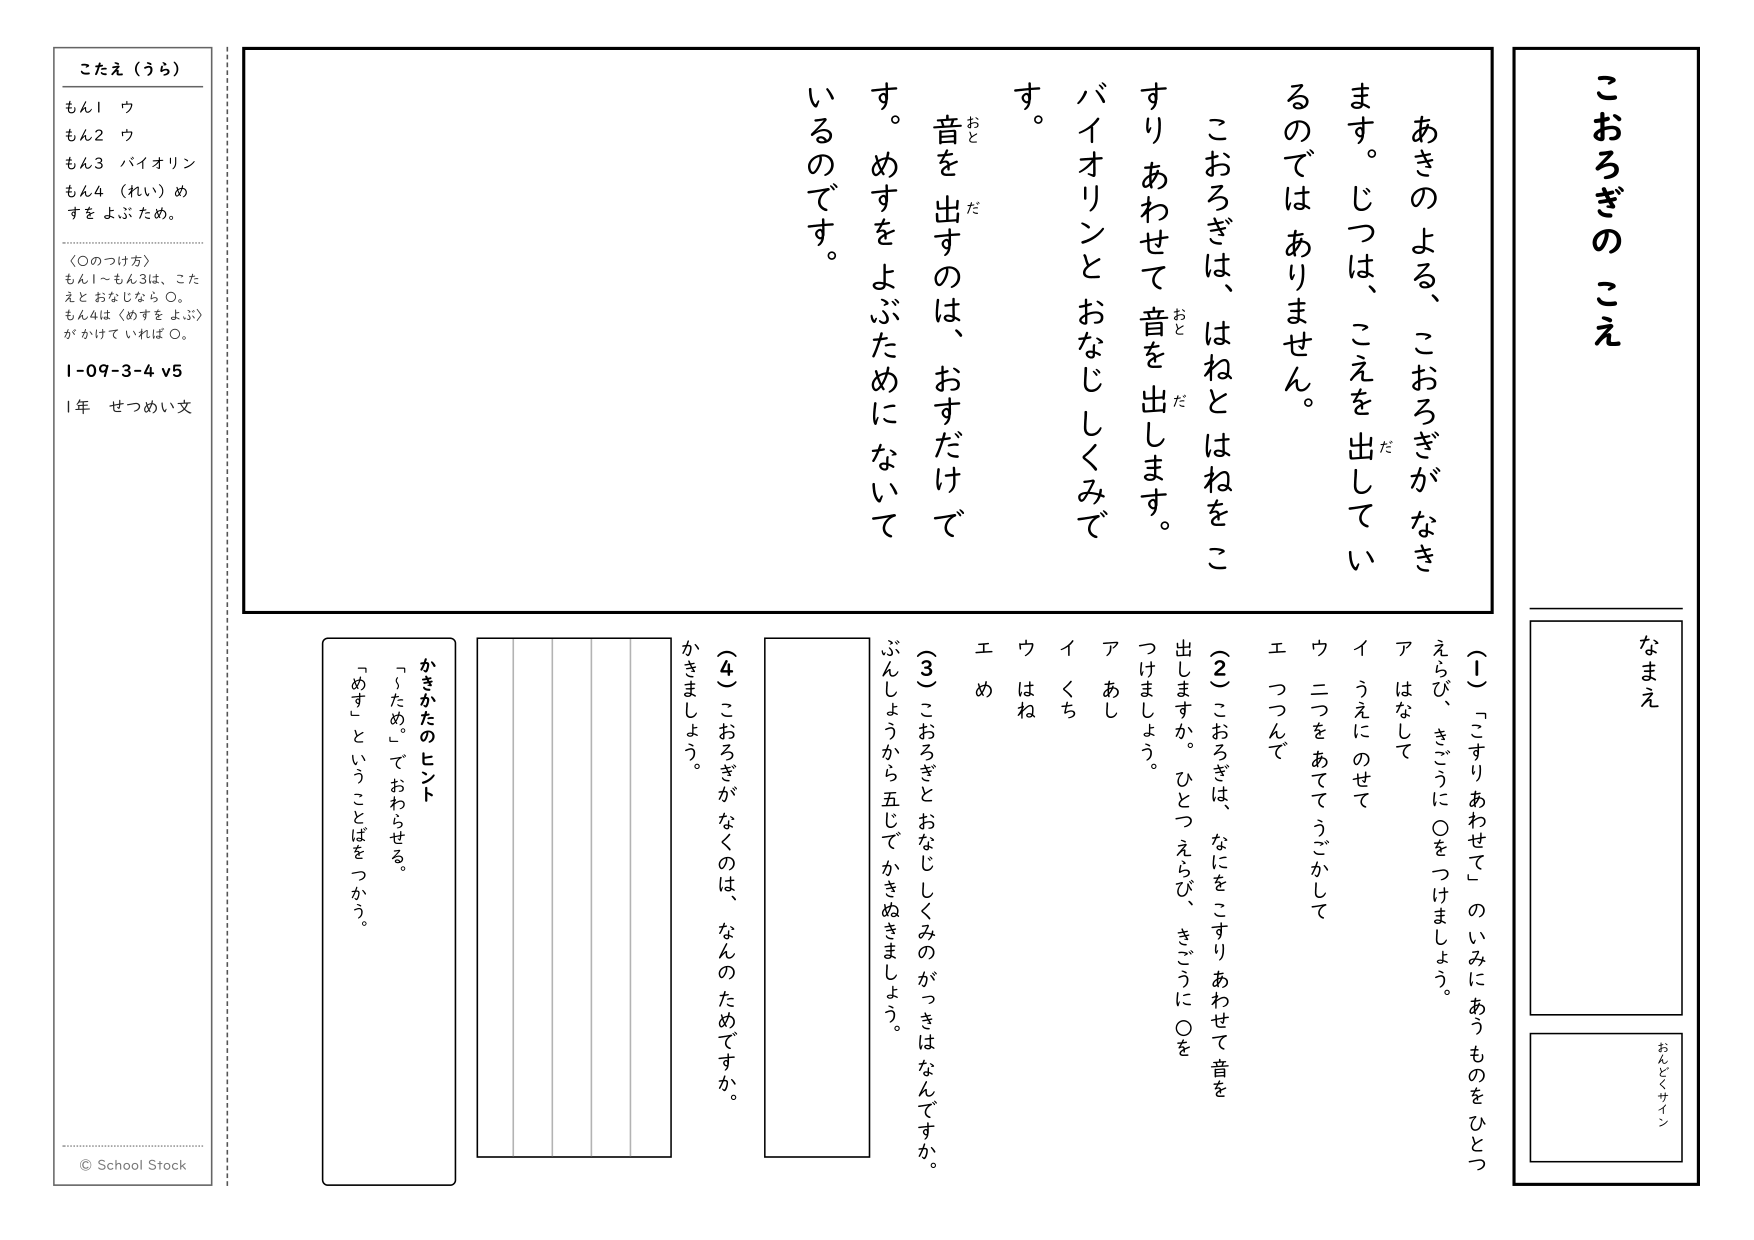 こおろぎの こえ
なまえ
おんどくサイン
あきの よる、 こおろぎが なき
ます。じつは、 こえを 出して い
るのでは ありません。
こおろぎは、 はねと はねを こ
すり あわせて 音を 出します。
バイオリンと おなじ しくみで
す。
音を 出すのは、 おすだけ で
す。 めすを よぶために ないて
いるのです。
(1) 「こすり あわせて」 の いみに あう ものを ひとつ
えらび、 きごうに ○を つけましょう。
ア はなして
イ うえに のせて
ウ 二つを あてて うごかして
エ つつんで
(2) こおろぎは、 なにを こすり あわせて 音を
出しますか。 ひとつ えらび、 きごうに ○を
つけましょう。
ア あし
イ くち
ウ はね
エ め
(3) こおろぎと おなじ しくみの がっきは なんですか。
ぶんしょうから 五じで かきぬきましょう。
(4) こおろぎが なくのは、 なんの ためですか。
かきましょう。
かきかたの ヒント
「〜ため。」で おわらせる。
「めす」 と いう ことばを つかう。
こたえ（うら）
もん1 ウ
もん2 ウ
もん3 バイオリン
もん4 （れい）め
すを よぶ ため。
〈○のつけ方〉
もん1〜もん3は、こた
えと おなじなら ○。
もん4は〈めすを よぶ〉
が かけて いれば ○。
1-09-3-4 v5
1年 せつめい文
© School Stock